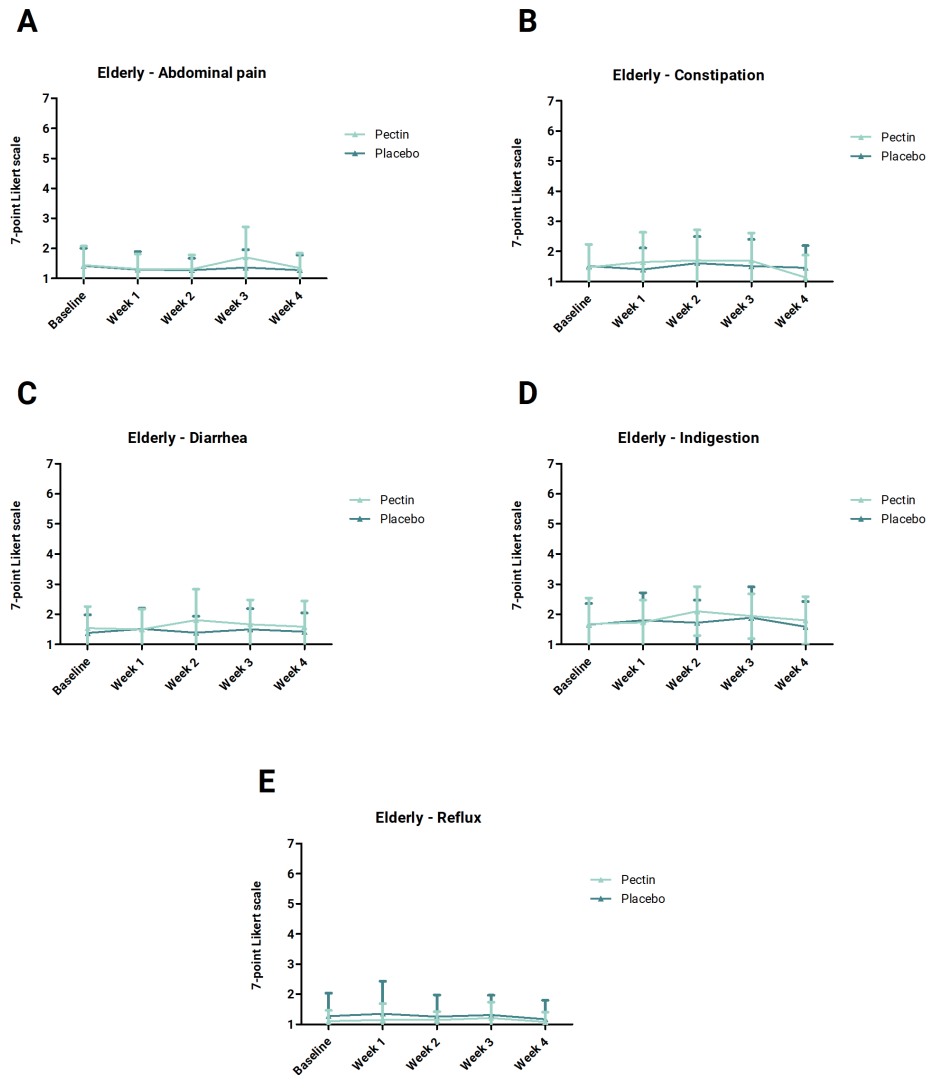 A
Elderly - Abdominal pain
7-point Likert scale
7
6
5
4
3
2
1
Baseline
Week 1
Week 2
Week 3
Week 4
Pectin
Placebo
B
Elderly - Constipation
7-point Likert scale
7
6
5
4
3
2
1
Baseline
Week 1
Week 2
Week 3
Week 4
Pectin
Placebo
C
Elderly - Diarrhea
7-point Likert scale
7
6
5
4
3
2
1
Baseline
Week 1
Week 2
Week 3
Week 4
Pectin
Placebo
D
Elderly - Indigestion
7-point Likert scale
7
6
5
4
3
2
1
Baseline
Week 1
Week 2
Week 3
Week 4
Pectin
Placebo
E
Elderly - Reflux
7-point Likert scale
7
6
5
4
3
2
1
Baseline
Week 1
Week 2
Week 3
Week 4
Pectin
Placebo